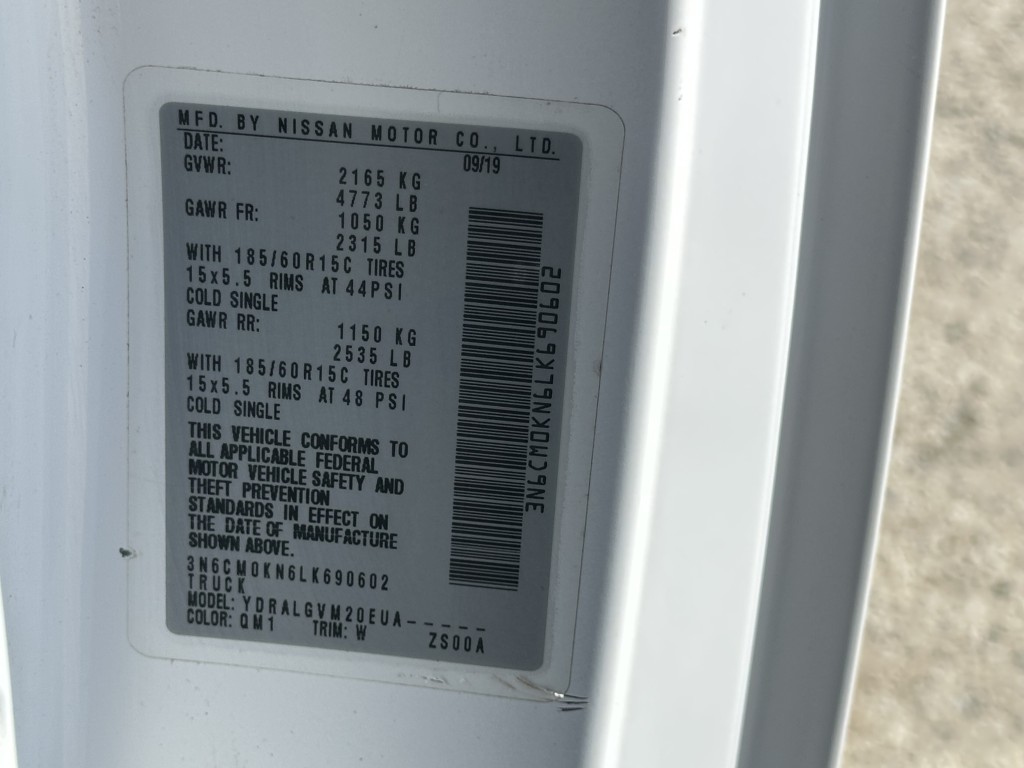 MFD. BY NISSAN MOTOR CO., LTD.
DATE: 09/19
GVWR: 2165 KG
4773 LB
GAWR FR: 1050 KG
2315 LB
WITH 185/60R15C TIRES
15x5.5 RIMS AT 44PSI
COLD SINGLE
GAWR RR: 1150 KG
2535 LB
WITH 185/60R15C TIRES
15x5.5 RIMS AT 48 PSI
COLD SINGLE
THIS VEHICLE CONFORMS TO
ALL APPLICABLE FEDERAL
MOTOR VEHICLE SAFETY AND
THEFT PREVENTION
STANDARDS IN EFFECT ON
THE DATE OF MANUFACTURE
SHOWN ABOVE.
3N6CM0KN6LK690602
TRUCK
MODEL: YDRALGVM20EUA-----
COLOR: QM1 TRIM: W ZS00A
3N6CM0KN6LK690602